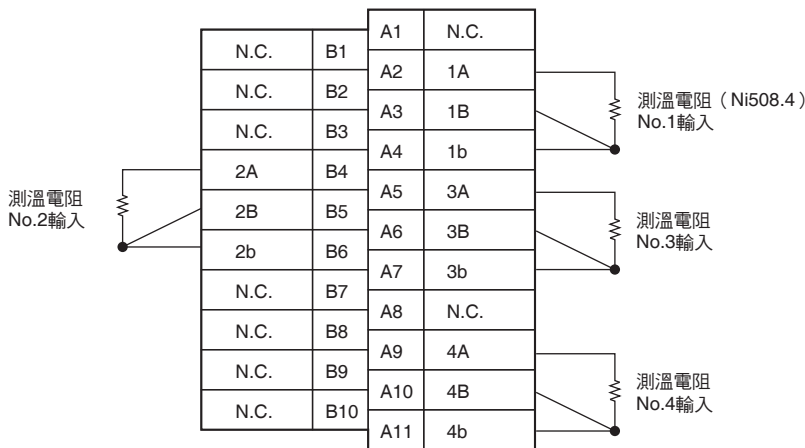 A1 N.C.
N.C. B1
A2 1A
N.C. B2
A3 1B
測溫電阻（Ni508.4）
No.1輸入
N.C. B3
A4 1b
2A B4
A5 3A
測溫電阻
No.2輸入
2B B5
A6 3B
測溫電阻
No.3輸入
2b B6
A7 3b
N.C. B7
A8 N.C.
N.C. B8
A9 4A
N.C. B9
A10 4B
測溫電阻
No.4輸入
N.C. B10
A11 4b